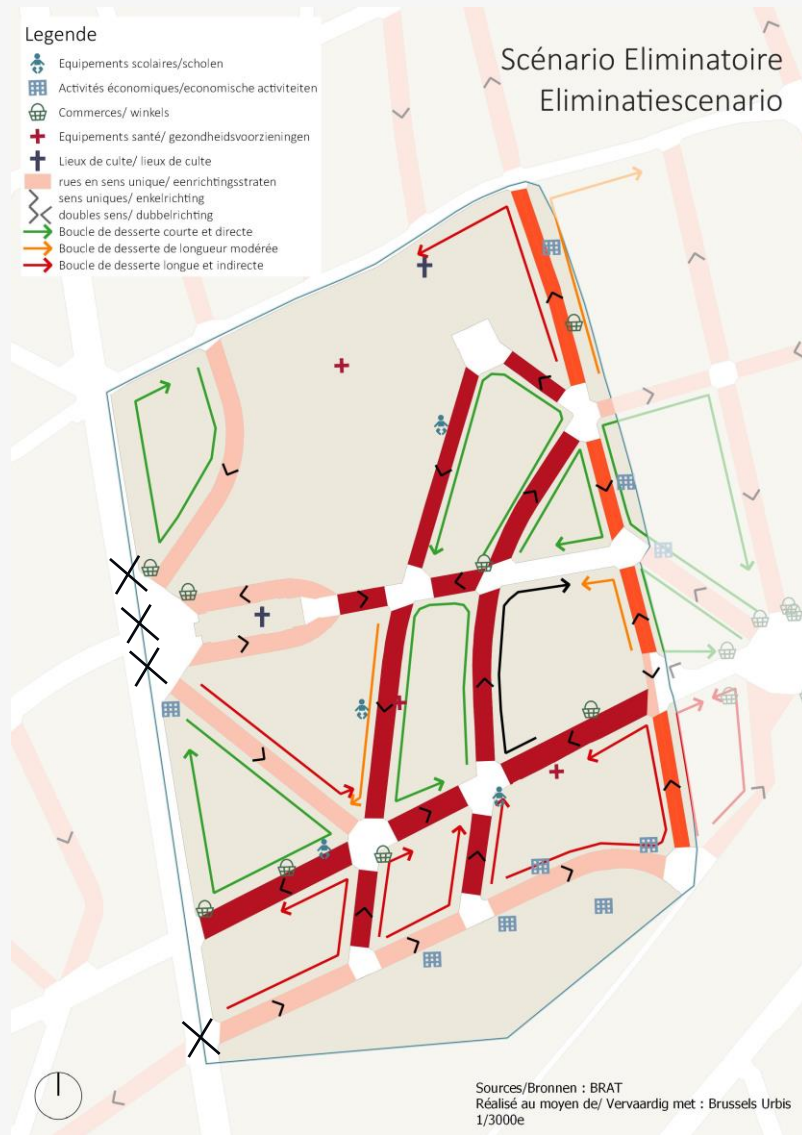 Scénario Eliminatoire
Eliminatiescenario
Legende
Equipements scolaires/scholen
Activités économiques/economische activiteiten
Commerces/ winkels
Equipements santé/ gezondheidsvoorzieningen
Lieux de culte/ lieux de culte
rues en sens unique/ eenrichtingsstraten
sens uniques/ enkelrichting
doubles sens/ dubbelrichting
Boucle de desserte courte et directe
Boucle de desserte de longueur modérée
Boucle de desserte longue et indirecte
Sources/Bronnen : BRAT
Réalisé au moyen de/ Vervaardig met : Brussels Urbis
1/3000e